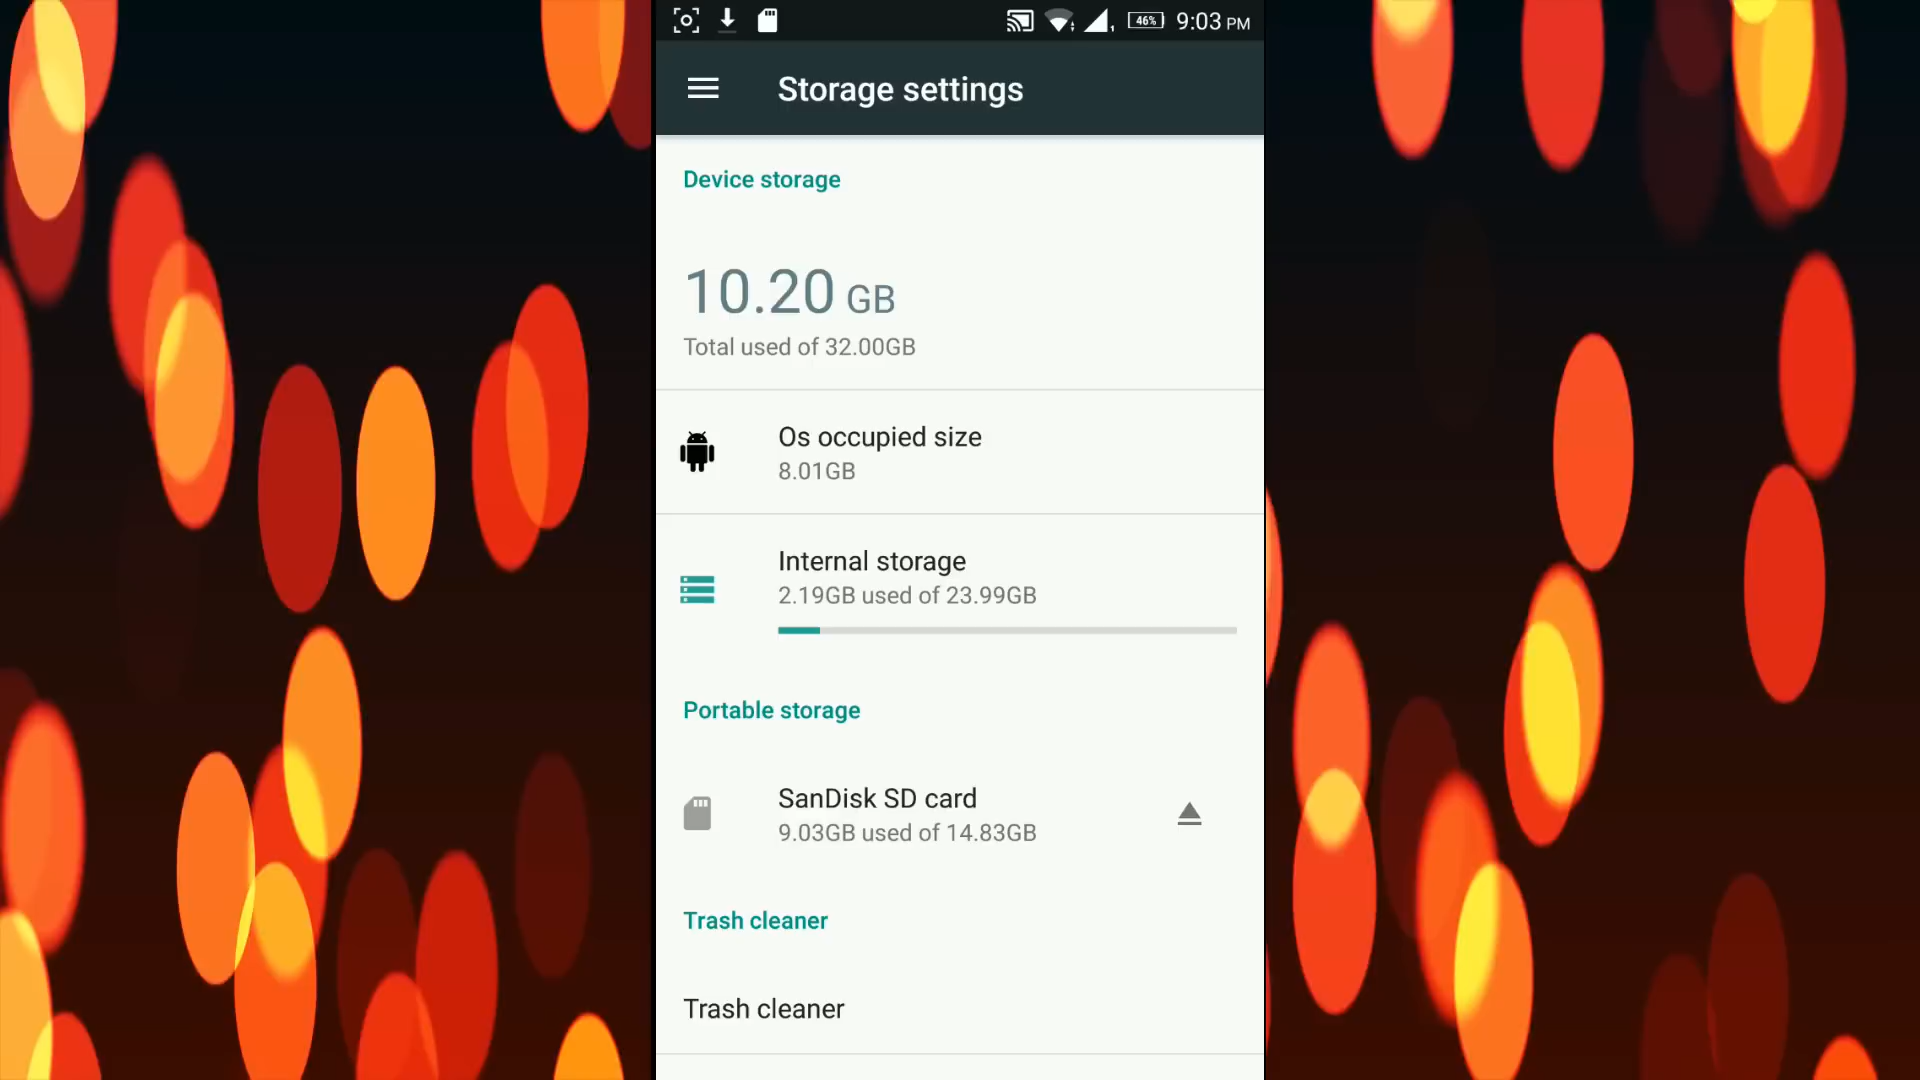 46% 9:03 PM
Storage settings
Device storage
10.20 GB
Total used of 32.00GB
Os occupied size
8.01GB
Internal storage
2.19GB used of 23.99GB
Portable storage
SanDisk SD card
9.03GB used of 14.83GB
Trash cleaner
Trash cleaner